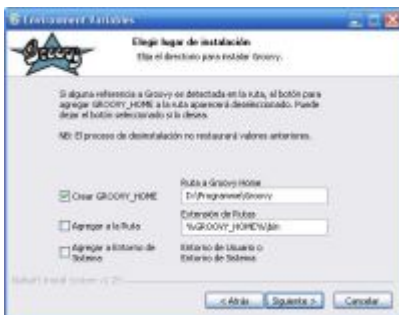 Environment Variables
Groovy
Elegir lugar de instalación
Elija el directorio para instalar Groovy.
Si alguna referencia a Groovy es detectada en la ruta, el botón para
agregar GROOVY_HOME a la ruta aparecerá deseleccionado. Puede
dejar el botón seleccionado si lo desea.
NB: El proceso de desinstalación no restaurará valores anteriores.
Ruta a Groovy Home
Crear GROOVY_HOME
D:\Programme\Groovy
Extensión de Rutas
Agregar a la Ruta
%GROOVY_HOME%\bin
Agregar a Entorno de
Sistema
Entorno de Usuario o
Entorno de Sistema
< Atrás
Siguiente >
Cancelar